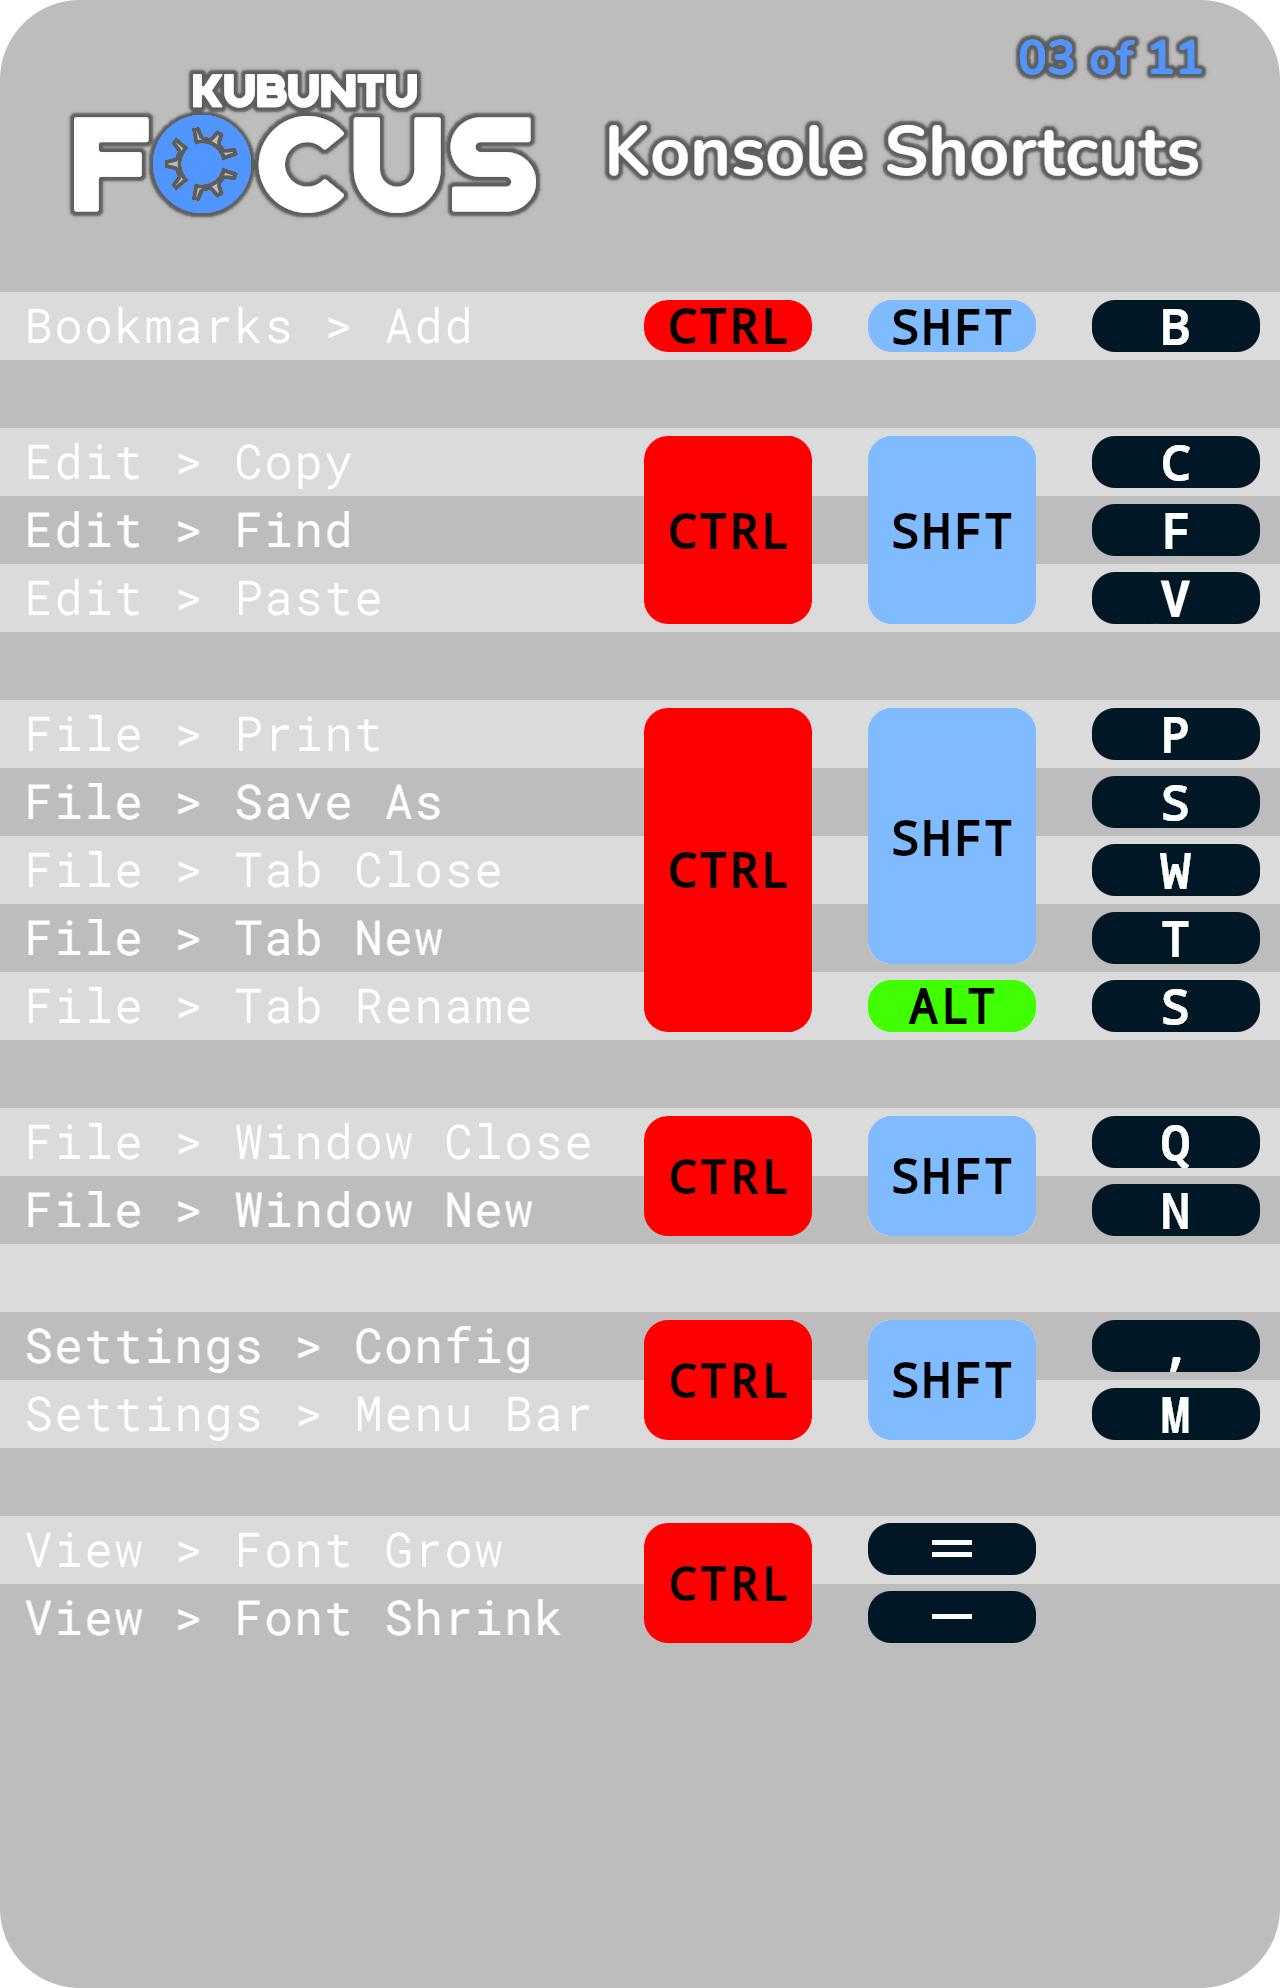 03 of 11
KUBUNTU
FOCUS
Konsole Shortcuts
Bookmarks > Add CTRL SHFT B
Edit > Copy C
Edit > Find CTRL SHFT F
Edit > Paste V
File > Print P
File > Save As S
File > Tab Close CTRL SHFT W
File > Tab New T
File > Tab Rename ALT S
File > Window Close Q
CTRL SHFT
File > Window New N
Settings > Config ,
CTRL SHFT
Settings > Menu Bar M
View > Font Grow =
CTRL
View > Font Shrink −